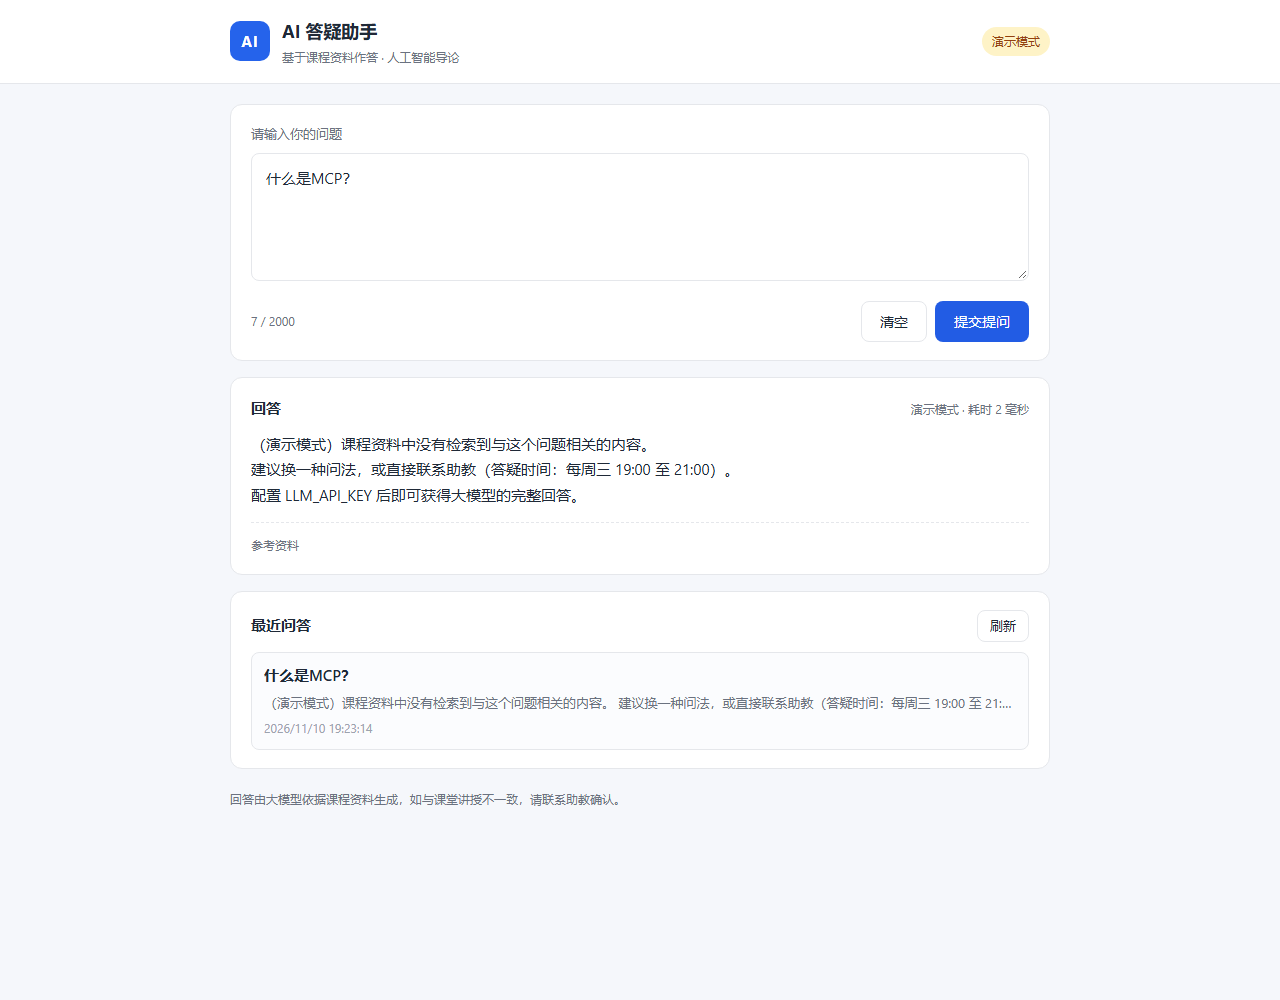 AI
AI 答疑助手
基于课程资料作答 · 人工智能导论
演示模式
请输入你的问题
什么是MCP？
7 / 2000
清空
提交提问
回答
演示模式 · 耗时 2 毫秒
（演示模式）课程资料中没有检索到与这个问题相关的内容。
建议换一种问法，或直接联系助教（答疑时间：每周三 19:00 至 21:00）。
配置 LLM_API_KEY 后即可获得大模型的完整回答。
参考资料
最近问答
刷新
什么是MCP？
（演示模式）课程资料中没有检索到与这个问题相关的内容。 建议换一种问法，或直接联系助教（答疑时间：每周三 19:00 至 21:...
2026/11/10 19:23:14
回答由大模型依据课程资料生成，如与课堂讲授不一致，请联系助教确认。